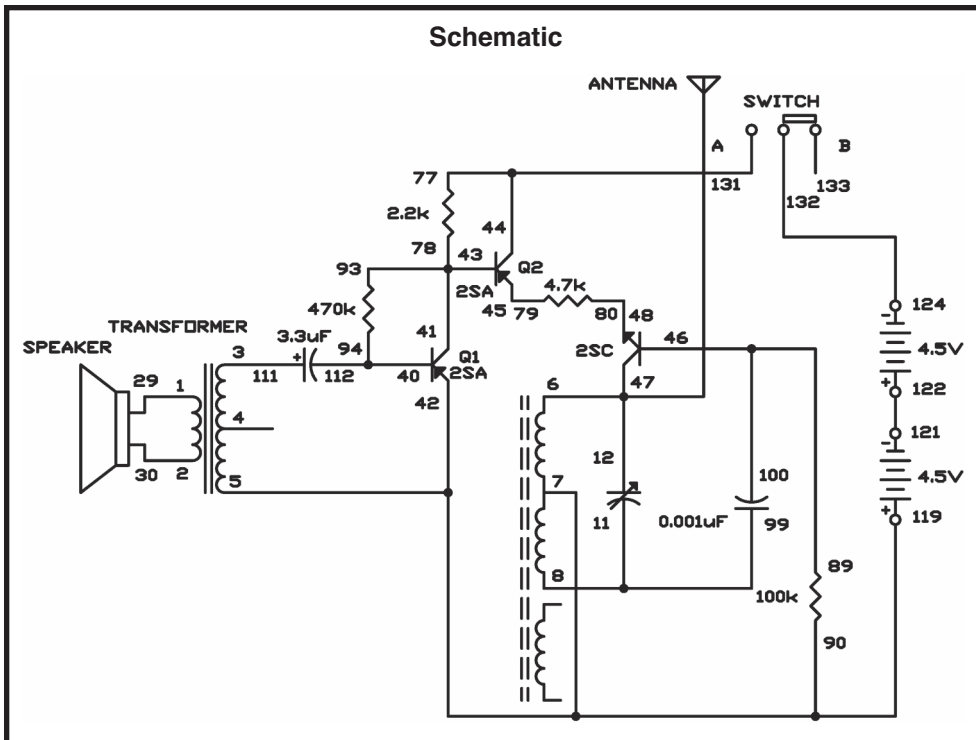 Schematic
ANTENNA
SWITCH
A
B
77
131
133
132
2.2k
44
78
43
Q2
93
2SA
4.7k
124
470k
45
79
80
48
TRANSFORMER
3.3uF
41
46
4.5V
SPEAKER
3
94
Q1
2SC
29
1
111
112
40
2SA
47
122
42
6
4
121
12
100
30
2
5
7
4.5V
11
0.001uF
99
119
8
89
100k
90